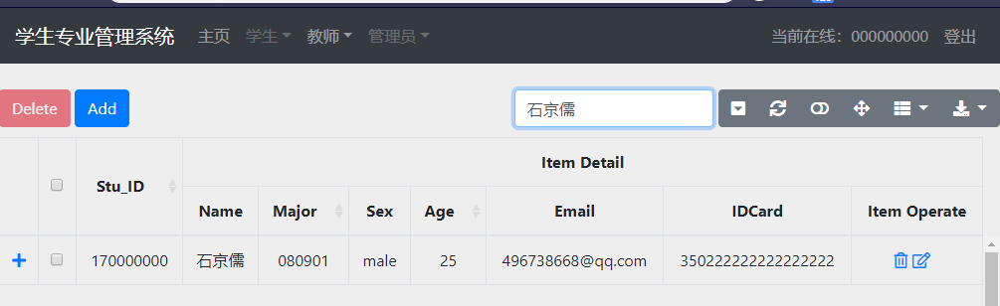 学生专业管理系统 主页 学生 教师 管理员 当前在线：000000000 登出
Delete Add 石京儒
Stu_ID Item Detail
Name Major Sex Age Email IDCard Item Operate
170000000 石京儒 080901 male 25 496738668@qq.com 350222222222222222